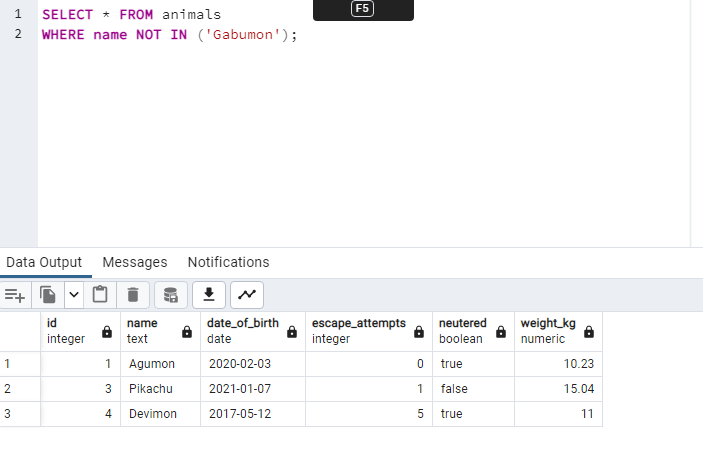 F5
1 SELECT * FROM animals
2 WHERE name NOT IN ('Gabumon');
Data Output Messages Notifications
id name date_of_birth escape_attempts neutered weight_kg
integer text date integer boolean numeric
1 1 Agumon 2020-02-03 0 true 10.23
2 3 Pikachu 2021-01-07 1 false 15.04
3 4 Devimon 2017-05-12 5 true 11